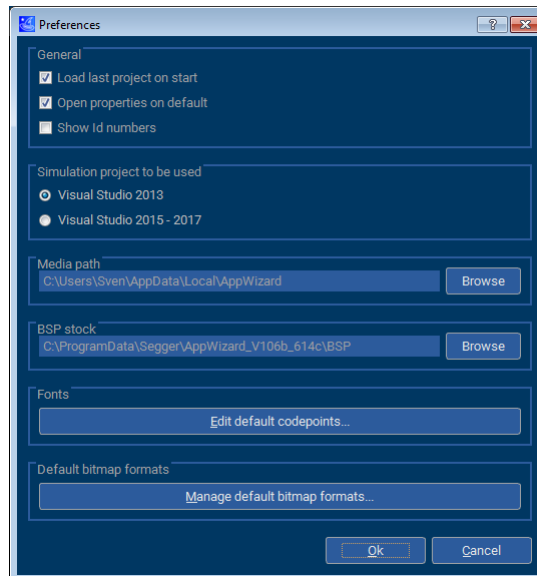 Preferences
General
Load last project on start
Open properties on default
Show Id numbers
Simulation project to be used
Visual Studio 2013
Visual Studio 2015 - 2017
Media path
C:\Users\Sven\AppData\Local\AppWizard
Browse
BSP stock
C:\ProgramData\Segger\AppWizard_V106b_614c\BSP
Browse
Fonts
Edit default codepoints...
Default bitmap formats
Manage default bitmap formats...
Ok
Cancel